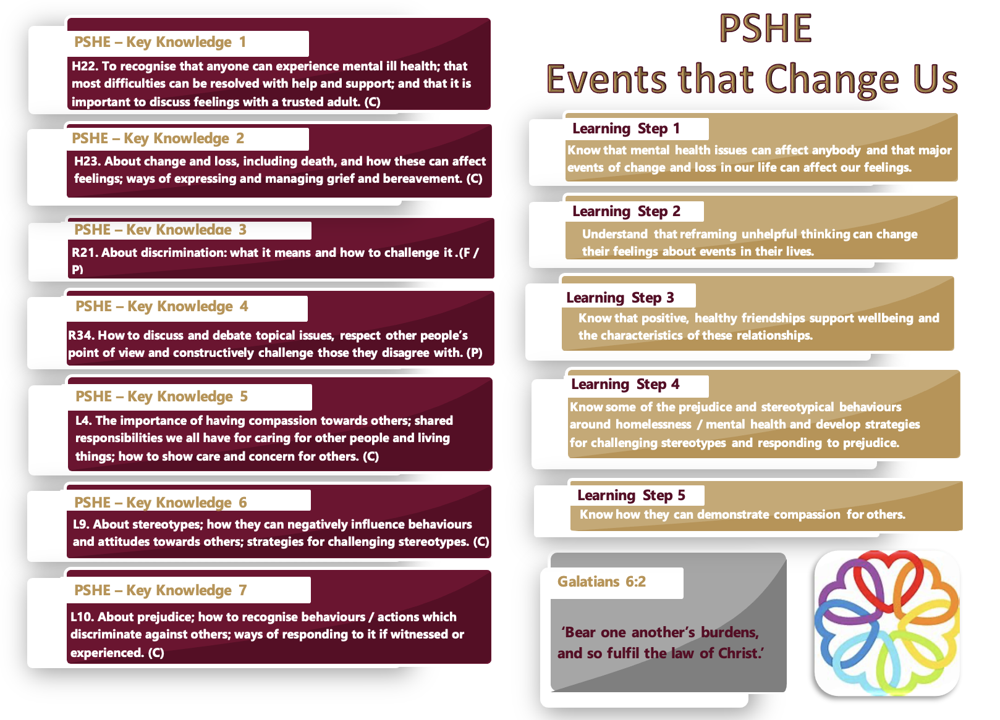 PSHE – Key Knowledge 1
H22. To recognise that anyone can experience mental ill health; that
most difficulties can be resolved with help and support; and that it is
important to discuss feelings with a trusted adult. (C)
PSHE – Key Knowledge 2
H23. About change and loss, including death, and how these can affect
feelings; ways of expressing and managing grief and bereavement. (C)
PSHE – Key Knowledge 3
R21. About discrimination: what it means and how to challenge it .(F /
P)
PSHE – Key Knowledge 4
R34. How to discuss and debate topical issues, respect other people’s
point of view and constructively challenge those they disagree with. (P)
PSHE – Key Knowledge 5
L4. The importance of having compassion towards others; shared
responsibilities we all have for caring for other people and living
things; how to show care and concern for others. (C)
PSHE – Key Knowledge 6
L9. About stereotypes; how they can negatively influence behaviours
and attitudes towards others; strategies for challenging stereotypes. (C)
PSHE – Key Knowledge 7
L10. About prejudice; how to recognise behaviours / actions which
discriminate against others; ways of responding to it if witnessed or
experienced. (C)
PSHE
Events that Change Us
Learning Step 1
Know that mental health issues can affect anybody and that major
events of change and loss in our life can affect our feelings.
Learning Step 2
Understand that reframing unhelpful thinking can change
their feelings about events in their lives.
Learning Step 3
Know that positive, healthy friendships support wellbeing and
the characteristics of these relationships.
Learning Step 4
Know some of the prejudice and stereotypical behaviours
around homelessness / mental health and develop strategies
for challenging stereotypes and responding to prejudice.
Learning Step 5
Know how they can demonstrate compassion for others.
Galatians 6:2
‘Bear one another’s burdens,
and so fulfil the law of Christ.’